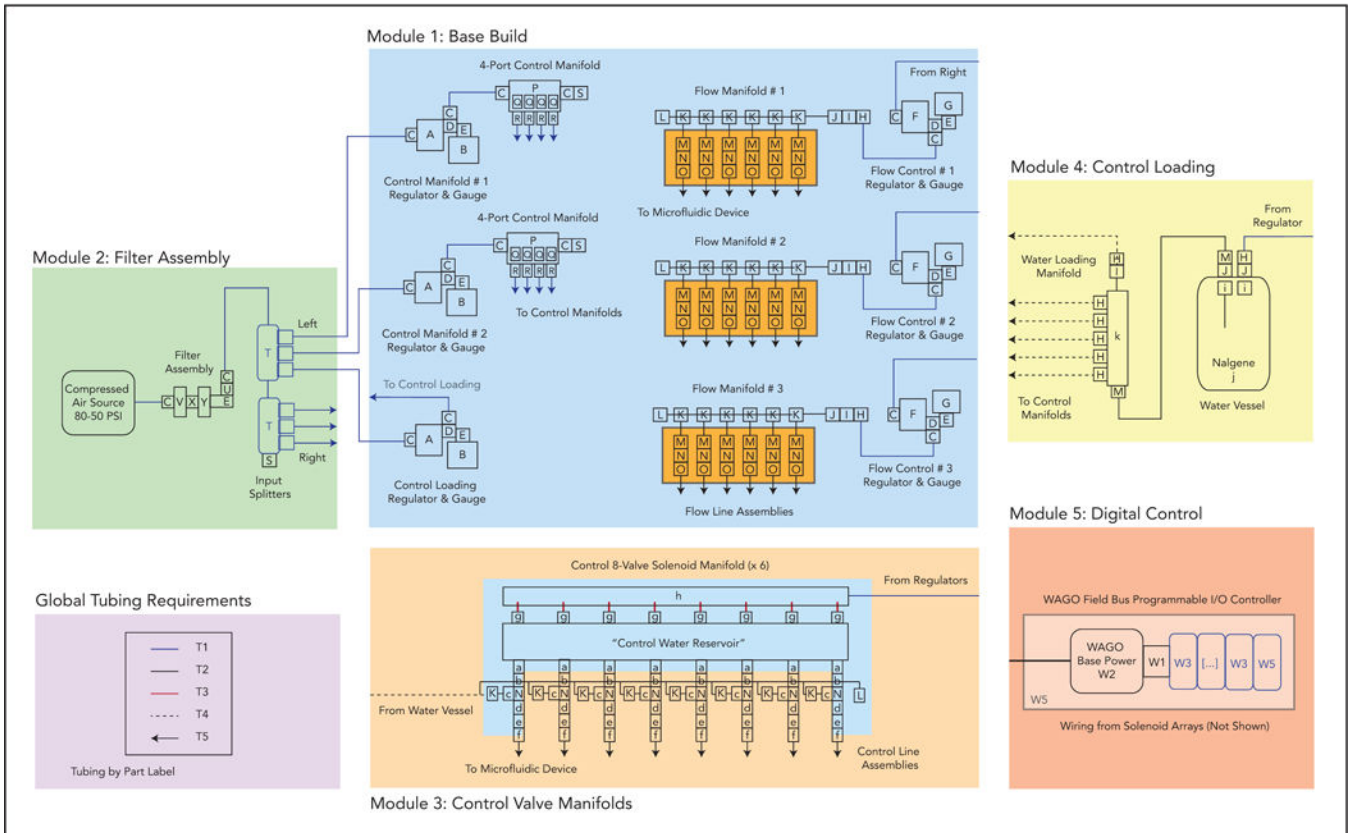 Module 1: Base Build
4-Port Control Manifold
C P C S
Q Q Q Q
R R R R
C
C A D E
B
Control Manifold # 1
Regulator & Gauge
4-Port Control Manifold
C P C S
Q Q Q Q
R R R R
C
C A D E
B
To Control Manifolds
Control Manifold # 2
Regulator & Gauge
To Control Loading
C
C A D E
B
Control Loading
Regulator & Gauge
Flow Manifold # 1
L K K K K K K J I H
M M M M M M
N N N N N N
O O O O O O
To Microfluidic Device
From Right
C F G
D E
C
Flow Control # 1
Regulator & Gauge
Flow Manifold # 2
L K K K K K K J I H
M M M M M M
N N N N N N
O O O O O O
C F G
D E
C
Flow Control # 2
Regulator & Gauge
Flow Manifold # 3
L K K K K K K J I H
M M M M M M
N N N N N N
O O O O O O
Flow Line Assemblies
C F G
D E
C
Flow Control # 3
Regulator & Gauge
Module 2: Filter Assembly
Left
Filter
Assembly
Compressed
Air Source
80-50 PSI
C V X Y E
U
C
T
T
S
Right
Input
Splitters
Module 4: Control Loading
From
Regulator
Water Loading
Manifold
H
i
H
H
H
H
H
k
M
M H
J J
i i
Nalgene
j
Water Vessel
To Control
Manifolds
Global Tubing Requirements
T1
T2
T3
T4
T5
Tubing by Part Label
Control 8-Valve Solenoid Manifold (x 6)
From Regulators
h
g g g g g g g g
"Control Water Reservoir"
a a a a a a a a
b b b b b b b b
K c N K c N K c N K c N K c N K c N K c N K c N L
d d d d d d d d
e e e e e e e e
f f f f f f f f
From Water Vessel
To Microfluidic Device
Control Line
Assemblies
Module 3: Control Valve Manifolds
Module 5: Digital Control
WAGO Field Bus Programmable I/O Controller
WAGO
Base Power
W2
W1 W3 [...] W3 W5
W5
Wiring from Solenoid Arrays (Not Shown)